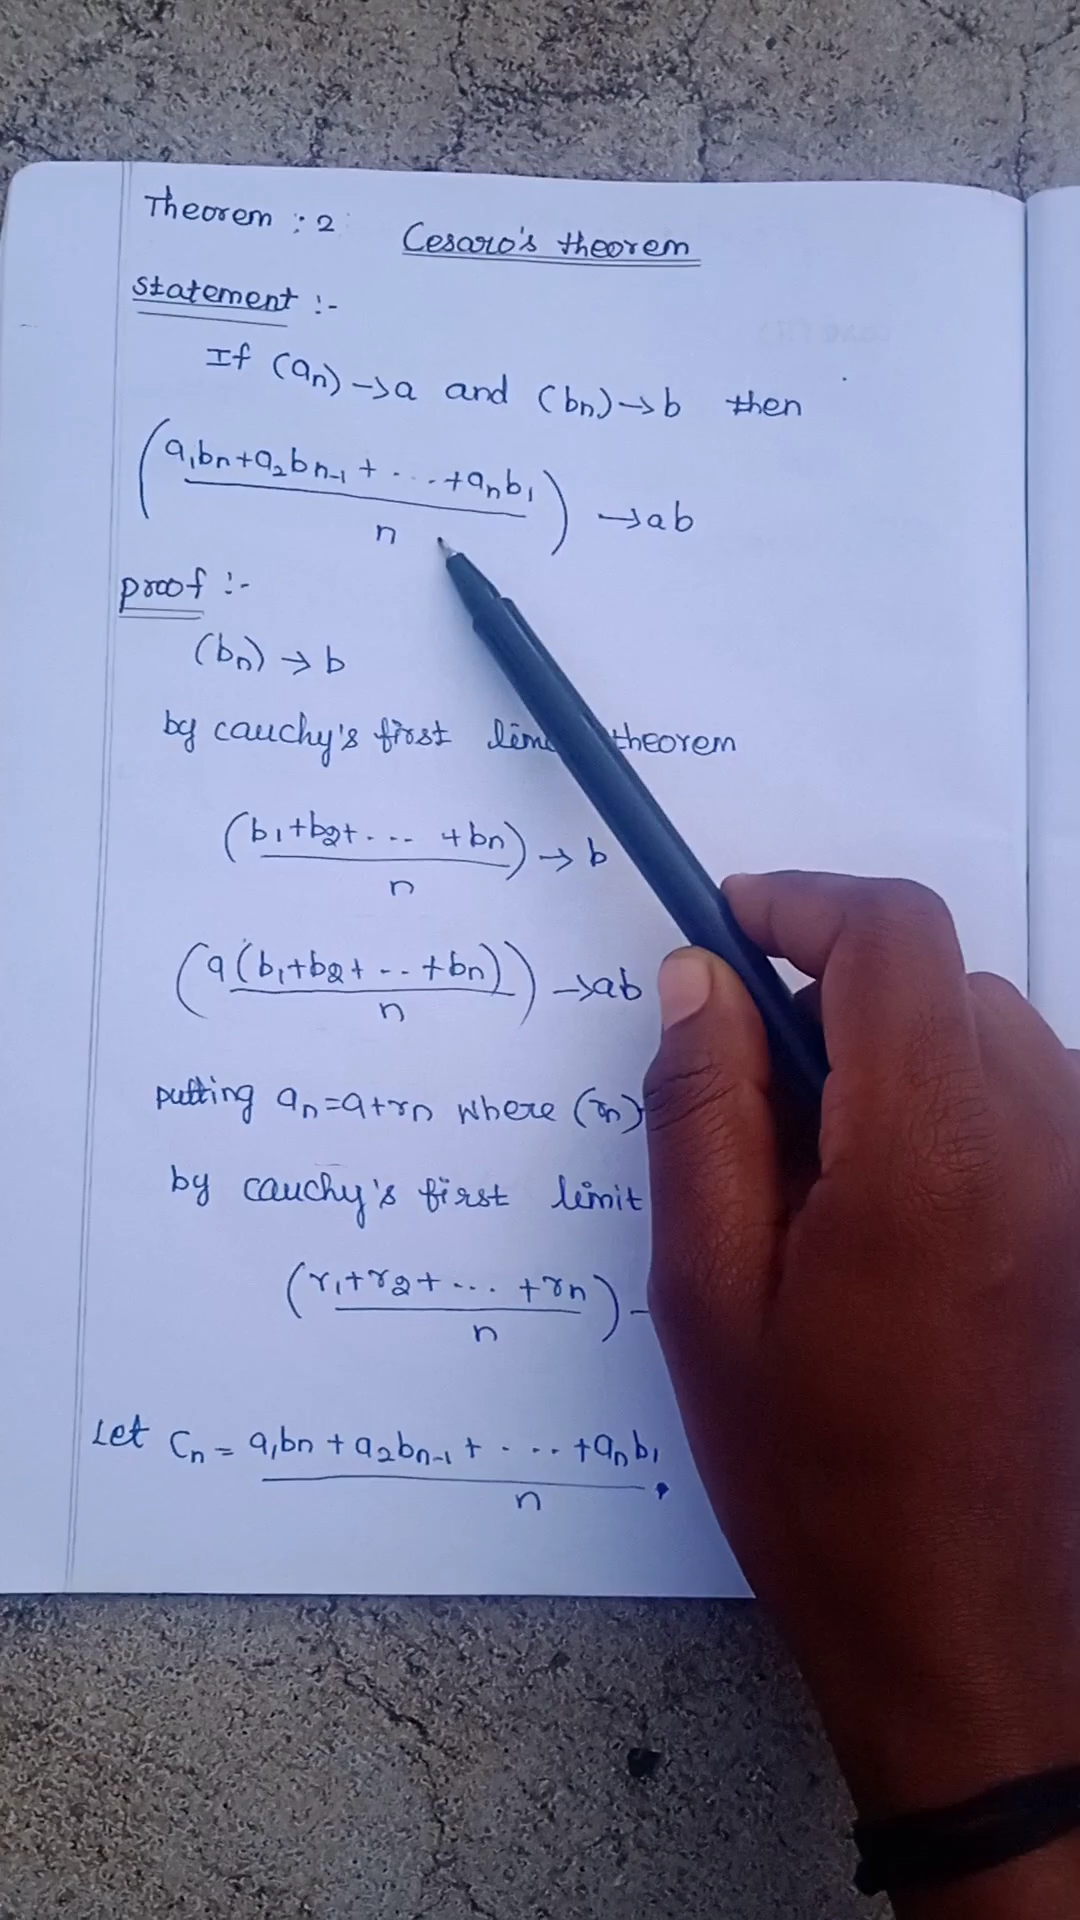 Theorem : 2
Cesaro's theorem
Statement :-
If (an) → a and (bn) → b then
(a1bn + a2bn-1 + ... + anb1 / n) → ab
proof :-
(bn) → b
by cauchy's first theorem
(b1 + b2 + .... + bn / n) → b
(a(b1 + b2 + .. + bn) / n) → ab
putting an = a + rn where (rn)
by cauchy's first limit
(r1 + r2 + ... + rn / n)
Let Cn = a1bn + a2bn-1 + .... + anb1 / n